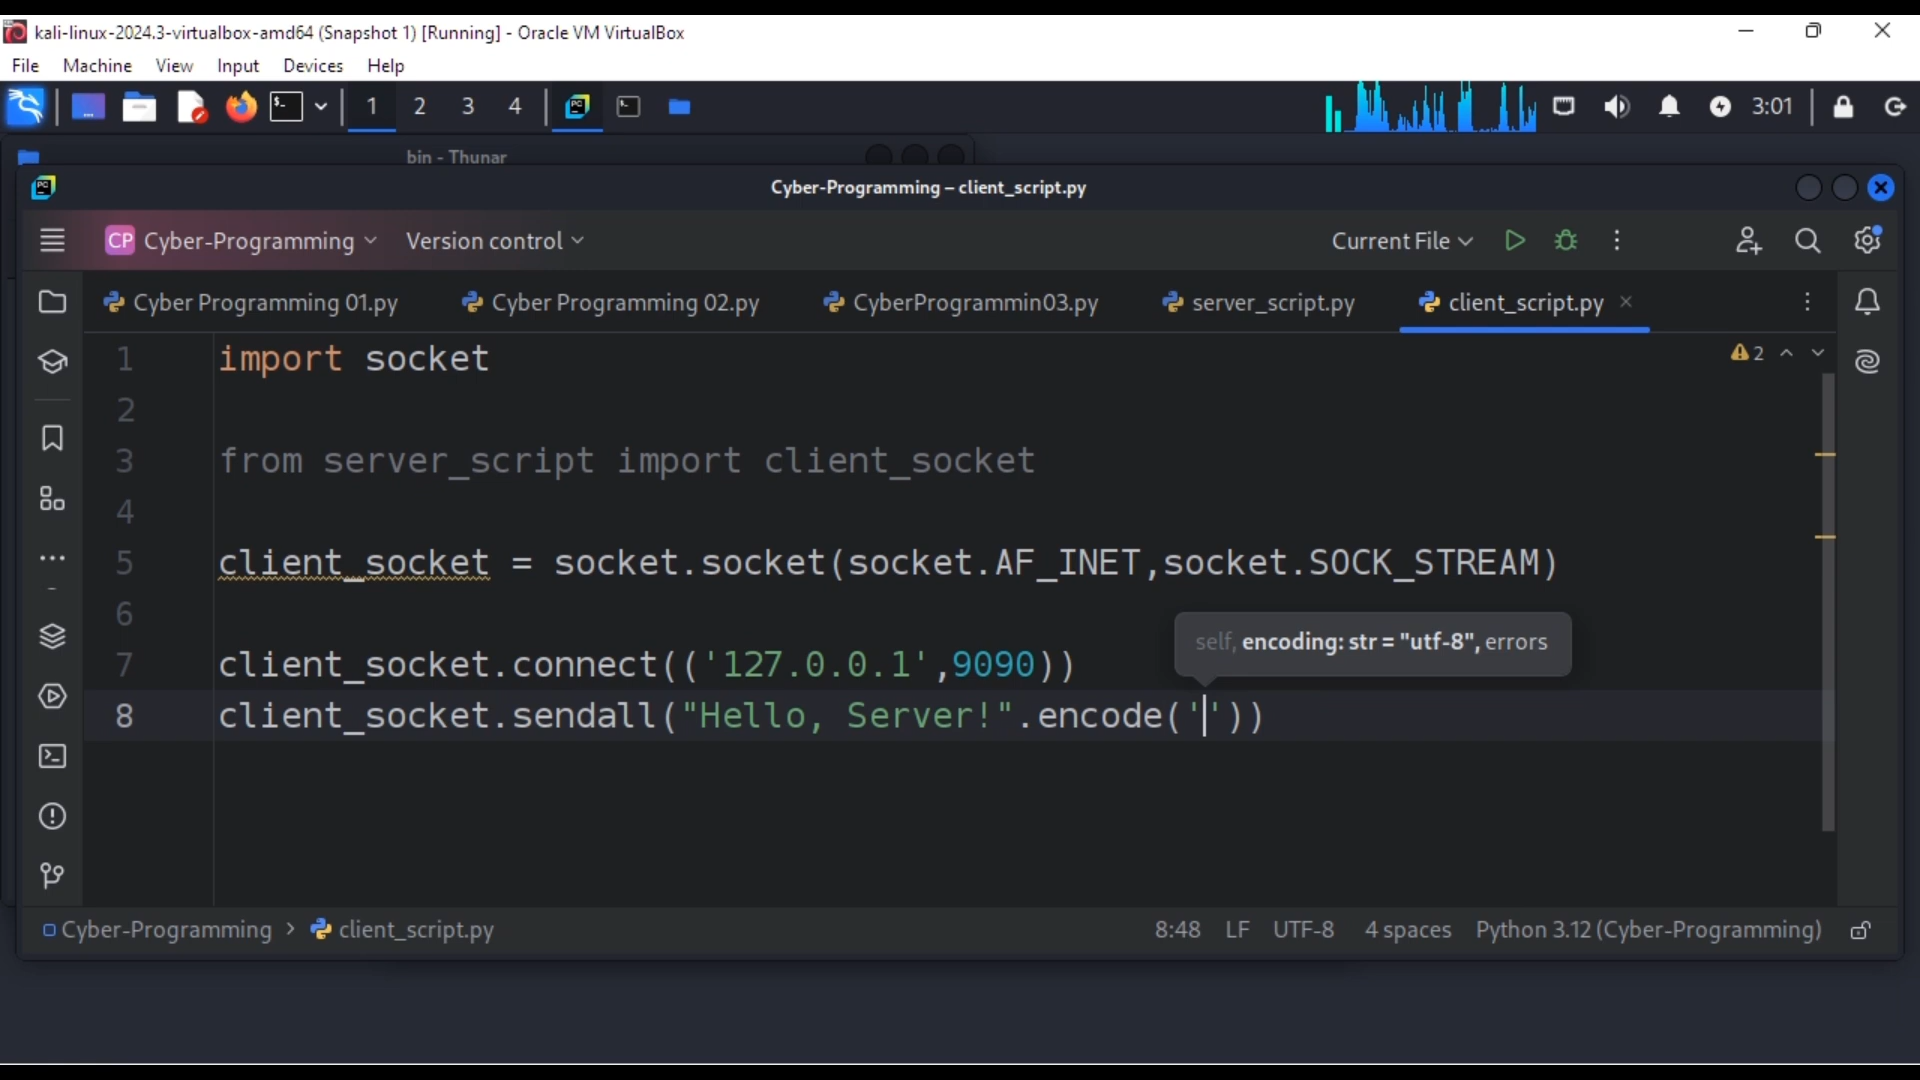 kali-linux-2024.3-virtualbox-amd64 (Snapshot 1) [Running] - Oracle VM VirtualBox
File Machine View Input Devices Help
1 2 3 4 3:01
bin - Thunar
Cyber-Programming – client_script.py
CP Cyber-Programming Version control Current File
Cyber Programming 01.py Cyber Programming 02.py CyberProgrammin03.py server_script.py client_script.py
1 import socket 2
2
3 from server_script import client_socket
4
5 client_socket = socket.socket(socket.AF_INET,socket.SOCK_STREAM)
6
self, encoding: str = "utf-8", errors
7 client_socket.connect(('127.0.0.1',9090))
8 client_socket.sendall("Hello, Server!".encode(''))
Cyber-Programming > client_script.py 8:48 LF UTF-8 4 spaces Python 3.12 (Cyber-Programming)